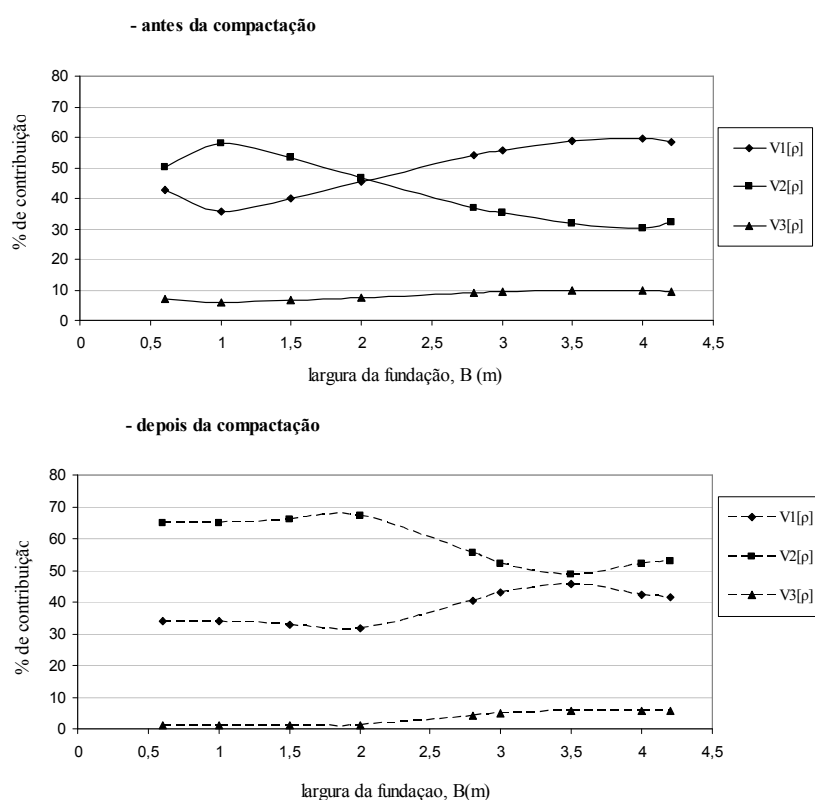 - antes da compactação
80
70
60
50
40
30
20
10
0
% de contribuição
0 0,5 1 1,5 2 2,5 3 3,5 4 4,5
largura da fundação, B (m)
V1[ρ]
V2[ρ]
V3[ρ]
- depois da compactação
80
70
60
50
40
30
20
10
0
% de contribuição
0 0,5 1 1,5 2 2,5 3 3,5 4 4,5
largura da fundaçao, B(m)
V1[ρ]
V2[ρ]
V3[ρ]